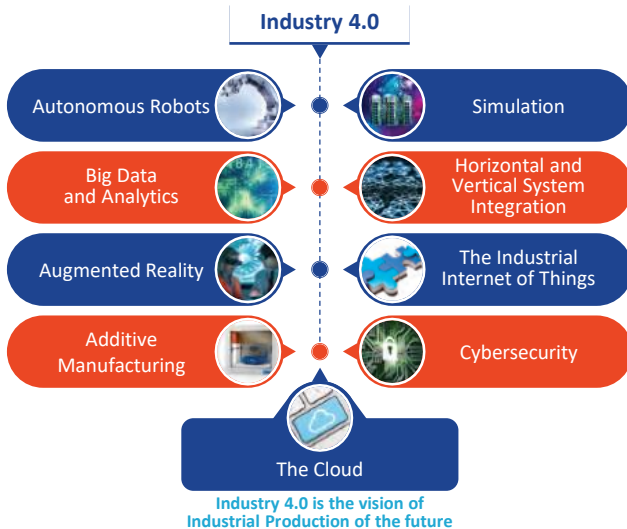 Industry 4.0
Autonomous Robots
Simulation
Big Data
and Analytics
Horizontal and
Vertical System
Integration
Augmented Reality
The Industrial
Internet of Things
Additive
Manufacturing
Cybersecurity
The Cloud
Industry 4.0 is the vision of
Industrial Production of the future